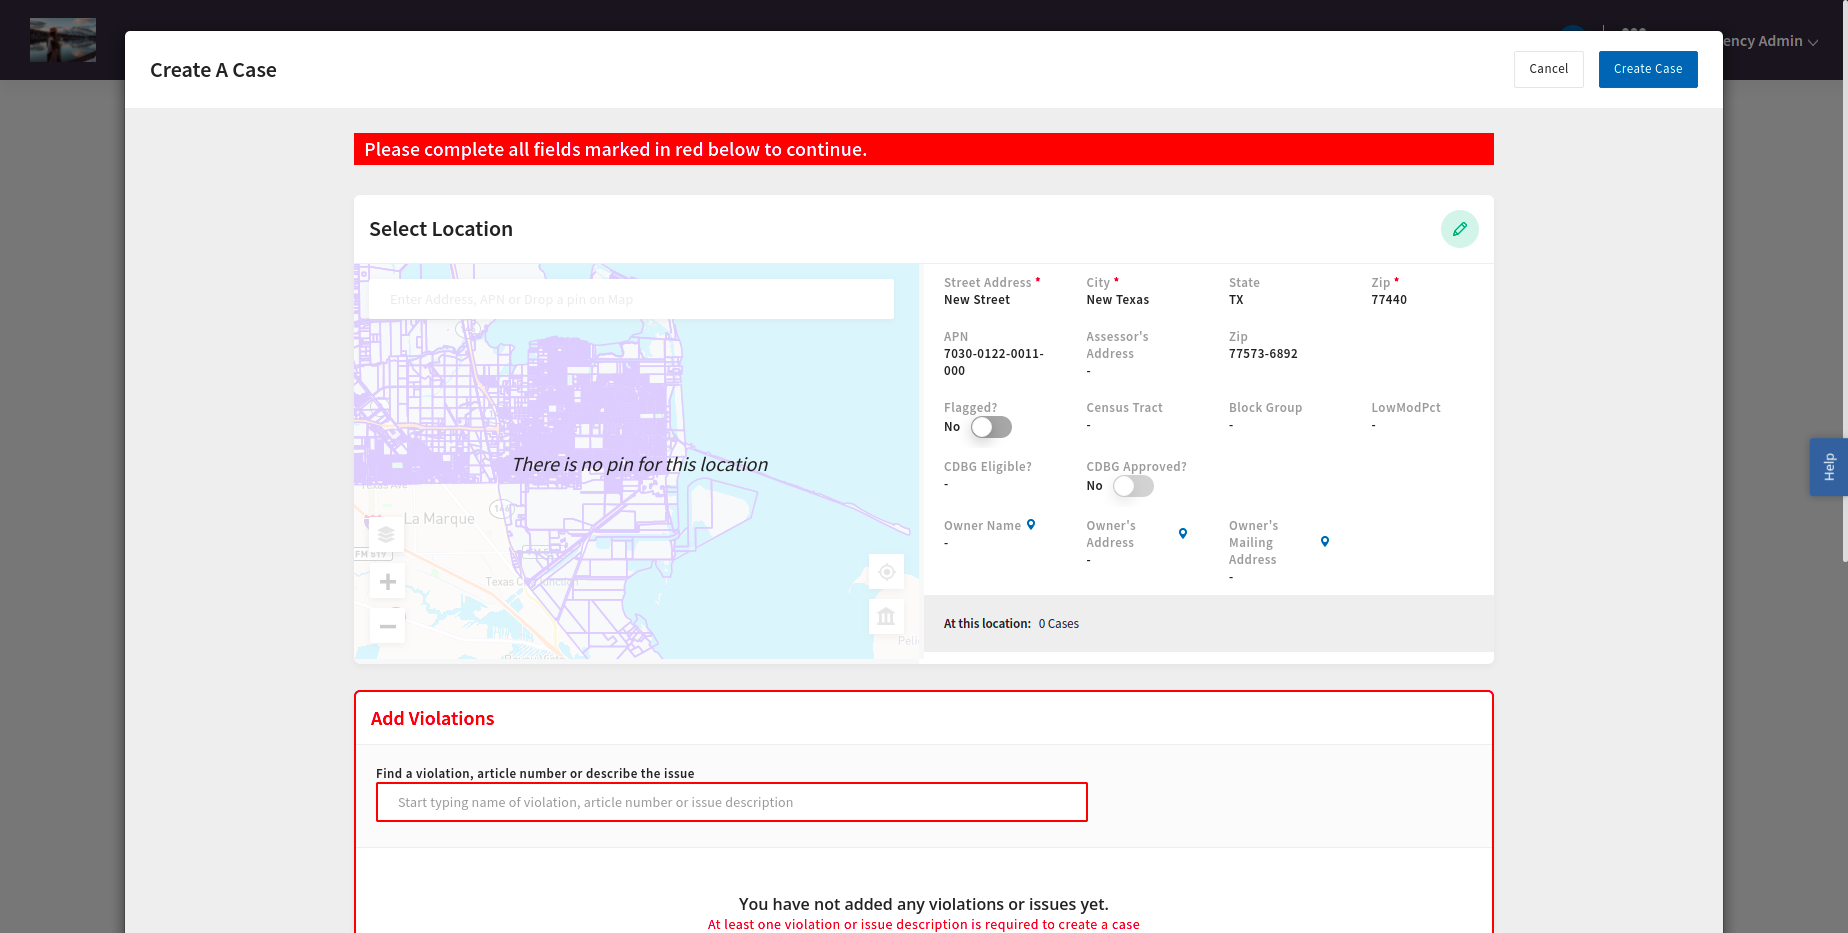 ency Admin
Create A Case
Cancel
Create Case
Please complete all fields marked in red below to continue.
Select Location
Enter Address, APN or Drop a pin on Map
There is no pin for this location
La Marque
146
FM 519
Texas City Junction
Street Address *
New Street
City *
New Texas
State
TX
Zip *
77440
APN
7030-0122-0011-
000
Assessor's
Address
-
Zip
77573-6892
Flagged?
No
Census Tract
-
Block Group
-
LowModPct
-
CDBG Eligible?
-
CDBG Approved?
No
Owner Name
-
Owner's
Address
-
Owner's
Mailing
Address
-
At this location: 0 Cases
Help
Add Violations
Find a violation, article number or describe the issue
Start typing name of violation, article number or issue description
You have not added any violations or issues yet.
At least one violation or issue description is required to create a case